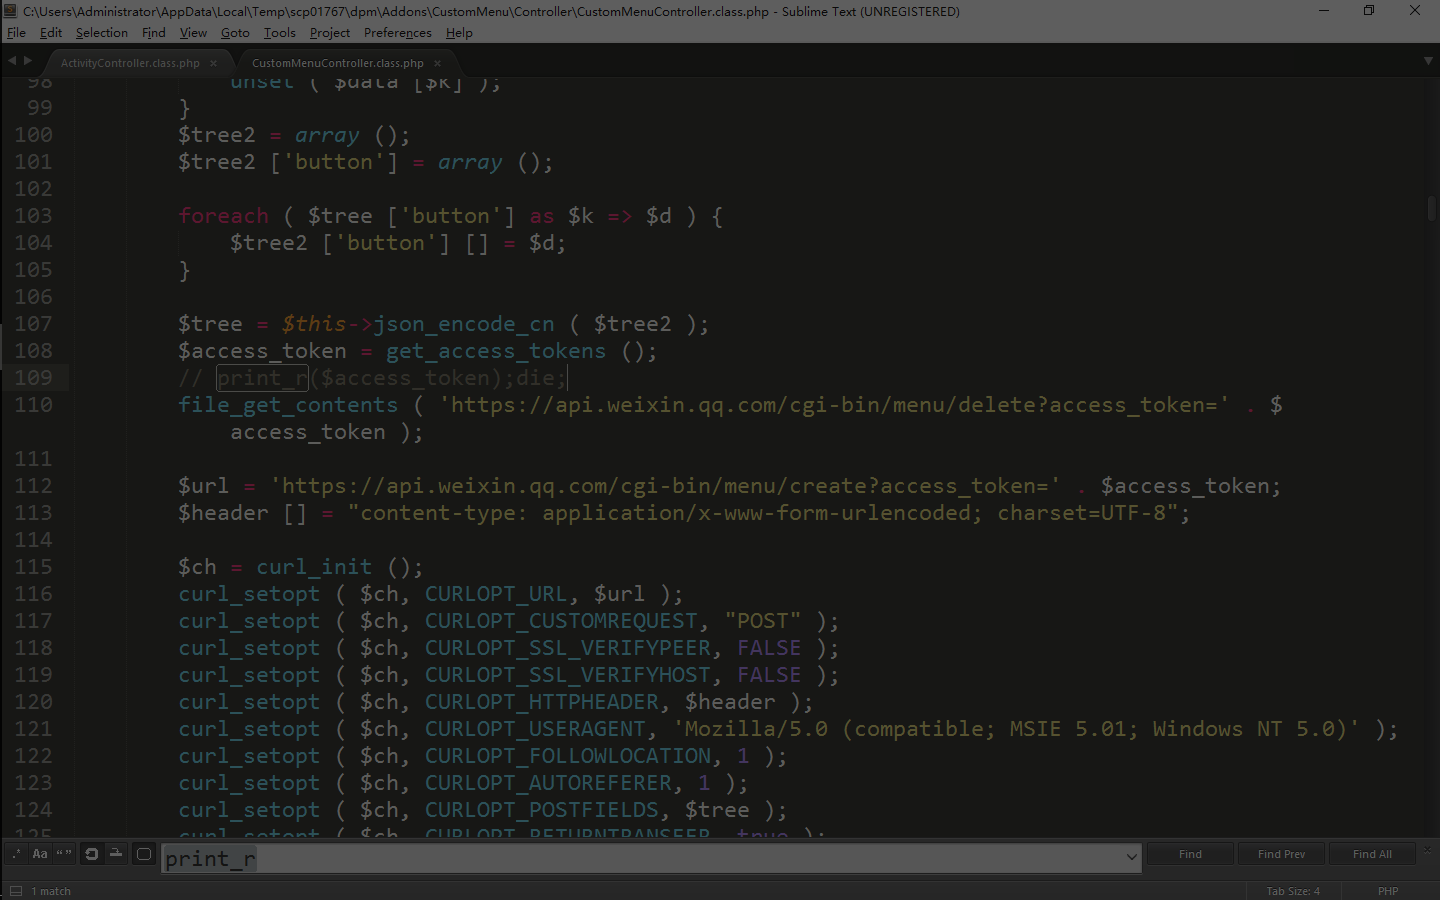 C:\Users\Administrator\AppData\Local\Temp\scp01767\dpm\Addons\CustomMenu\Controller\CustomMenuController.class.php - Sublime Text (UNREGISTERED)
File Edit Selection Find View Goto Tools Project Preferences Help
ActivityController.class.php × CustomMenuController.class.php ×
98 unset ( $data [$k] );
99 }
100 $tree2 = array ();
101 $tree2 ['button'] = array ();
102
103 foreach ( $tree ['button'] as $k => $d ) {
104 $tree2 ['button'] [] = $d;
105 }
106
107 $tree = $this->json_encode_cn ( $tree2 );
108 $access_token = get_access_tokens ();
109 // print_r($access_token);die;
110 file_get_contents ( 'https://api.weixin.qq.com/cgi-bin/menu/delete?access_token=' . $
access_token );
111
112 $url = 'https://api.weixin.qq.com/cgi-bin/menu/create?access_token=' . $access_token;
113 $header [] = "content-type: application/x-www-form-urlencoded; charset=UTF-8";
114
115 $ch = curl_init ();
116 curl_setopt ( $ch, CURLOPT_URL, $url );
117 curl_setopt ( $ch, CURLOPT_CUSTOMREQUEST, "POST" );
118 curl_setopt ( $ch, CURLOPT_SSL_VERIFYPEER, FALSE );
119 curl_setopt ( $ch, CURLOPT_SSL_VERIFYHOST, FALSE );
120 curl_setopt ( $ch, CURLOPT_HTTPHEADER, $header );
121 curl_setopt ( $ch, CURLOPT_USERAGENT, 'Mozilla/5.0 (compatible; MSIE 5.01; Windows NT 5.0)' );
122 curl_setopt ( $ch, CURLOPT_FOLLOWLOCATION, 1 );
123 curl_setopt ( $ch, CURLOPT_AUTOREFERER, 1 );
124 curl_setopt ( $ch, CURLOPT_POSTFIELDS, $tree );
125 curl_setopt ( $ch, CURLOPT_RETURNTRANSFER, true );
.* Aa “” print_r Find Find Prev Find All ×
1 match Tab Size: 4 PHP